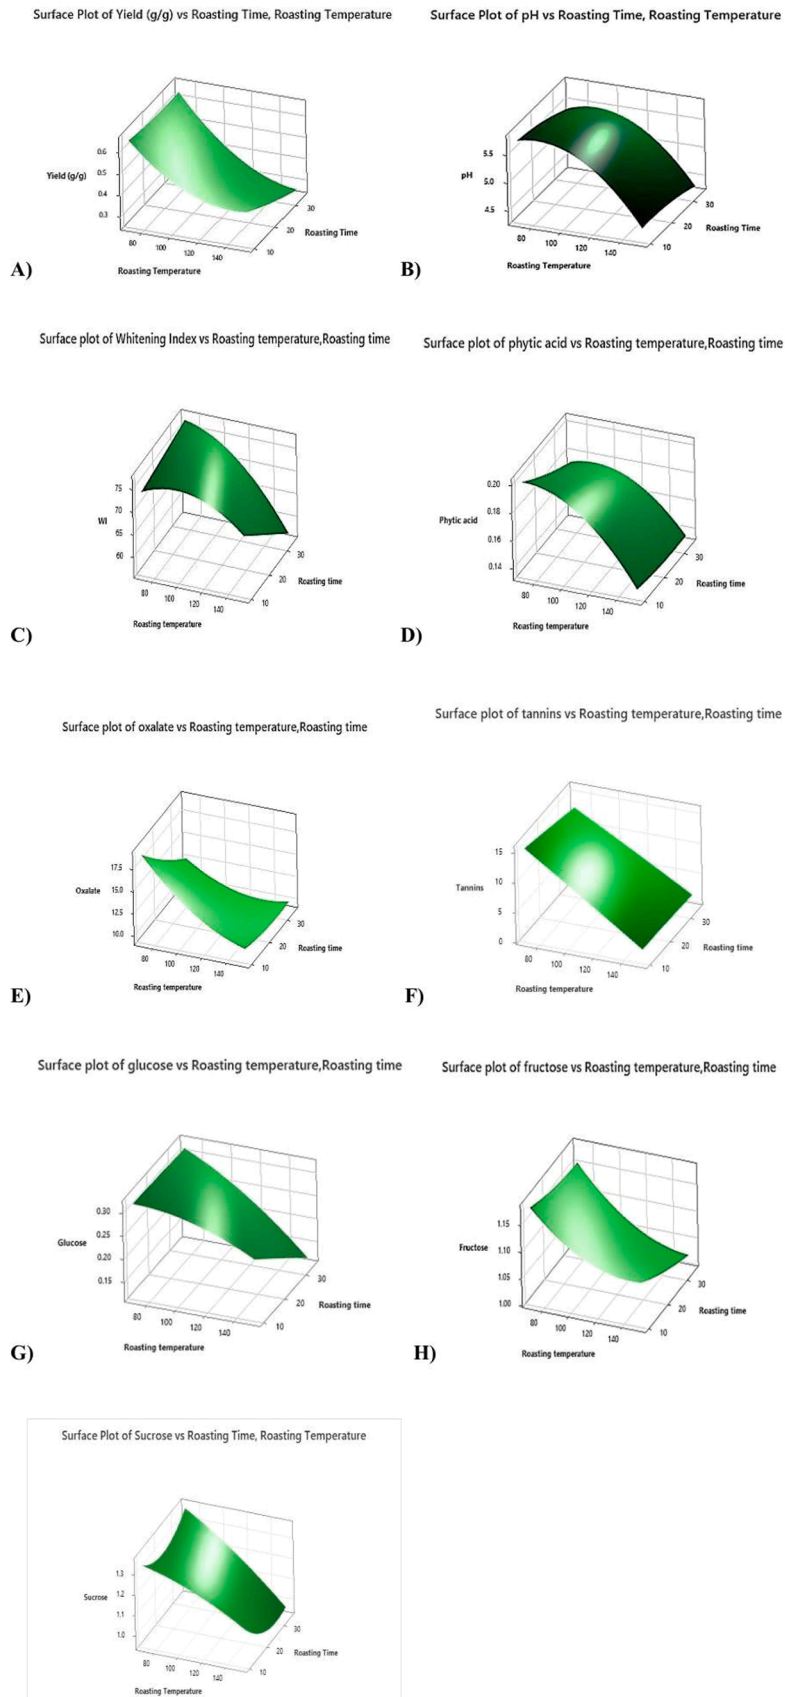 Surface Plot of Yield (g/g) vs Roasting Time, Roasting Temperature
0.6
0.5
0.4
0.3
Yield (g/g)
80
100
120
140
Roasting Temperature
10
20
30
Roasting Time
A)
Surface Plot of pH vs Roasting Time, Roasting Temperature
5.5
5.0
4.5
pH
80
100
120
140
Roasting Temperature
10
20
30
Roasting Time
B)
Surface plot of Whitening Index vs Roasting temperature,Roasting time
75
70
65
60
WI
80
100
120
140
Roasting temperature
10
20
30
Roasting time
C)
Surface plot of phytic acid vs Roasting temperature,Roasting time
0.20
0.18
0.16
0.14
Phytic acid
80
100
120
140
Roasting temperature
10
20
30
Roasting time
D)
Surface plot of oxalate vs Roasting temperature,Roasting time
17.5
15.0
12.5
10.0
Oxalate
80
100
120
140
Roasting temperature
10
20
30
Roasting time
E)
Surface plot of tannins vs Roasting temperature,Roasting time
15
10
5
0
Tannins
80
100
120
140
Roasting temperature
10
20
30
Roasting time
F)
Surface plot of glucose vs Roasting temperature,Roasting time
0.30
0.25
0.20
0.15
Glucose
80
100
120
140
Roasting temperature
10
20
30
Roasting time
G)
Surface plot of fructose vs Roasting temperature,Roasting time
1.15
1.10
1.05
1.00
Fructose
80
100
120
140
Roasting temperature
10
20
30
Roasting time
H)
Surface Plot of Sucrose vs Roasting Time, Roasting Temperature
1.3
1.2
1.1
1.0
Sucrose
80
100
120
140
Roasting Temperature
10
20
30
Roasting Time